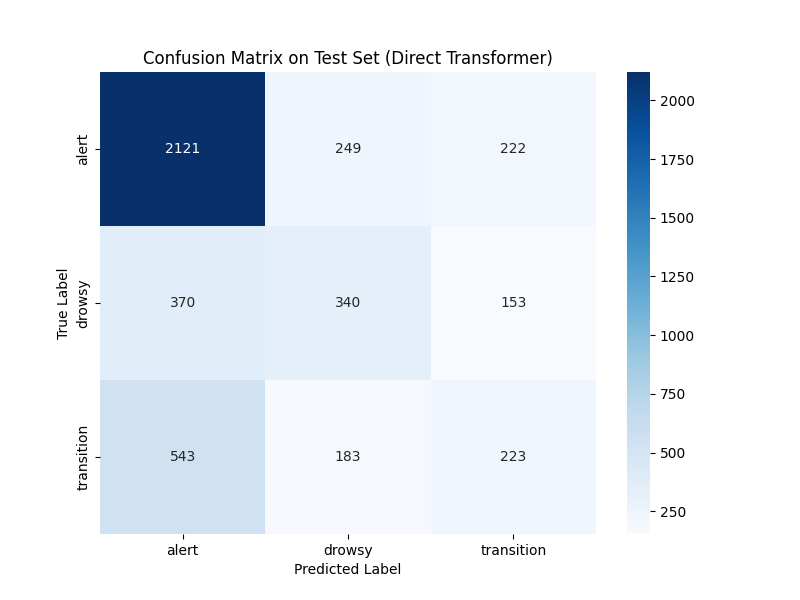 Confusion Matrix on Test Set (Direct Transformer)
alert
2121
249
222
drowsy
370
340
153
transition
543
183
223
True Label
alert
drowsy
transition
Predicted Label
2000
1750
1500
1250
1000
750
500
250